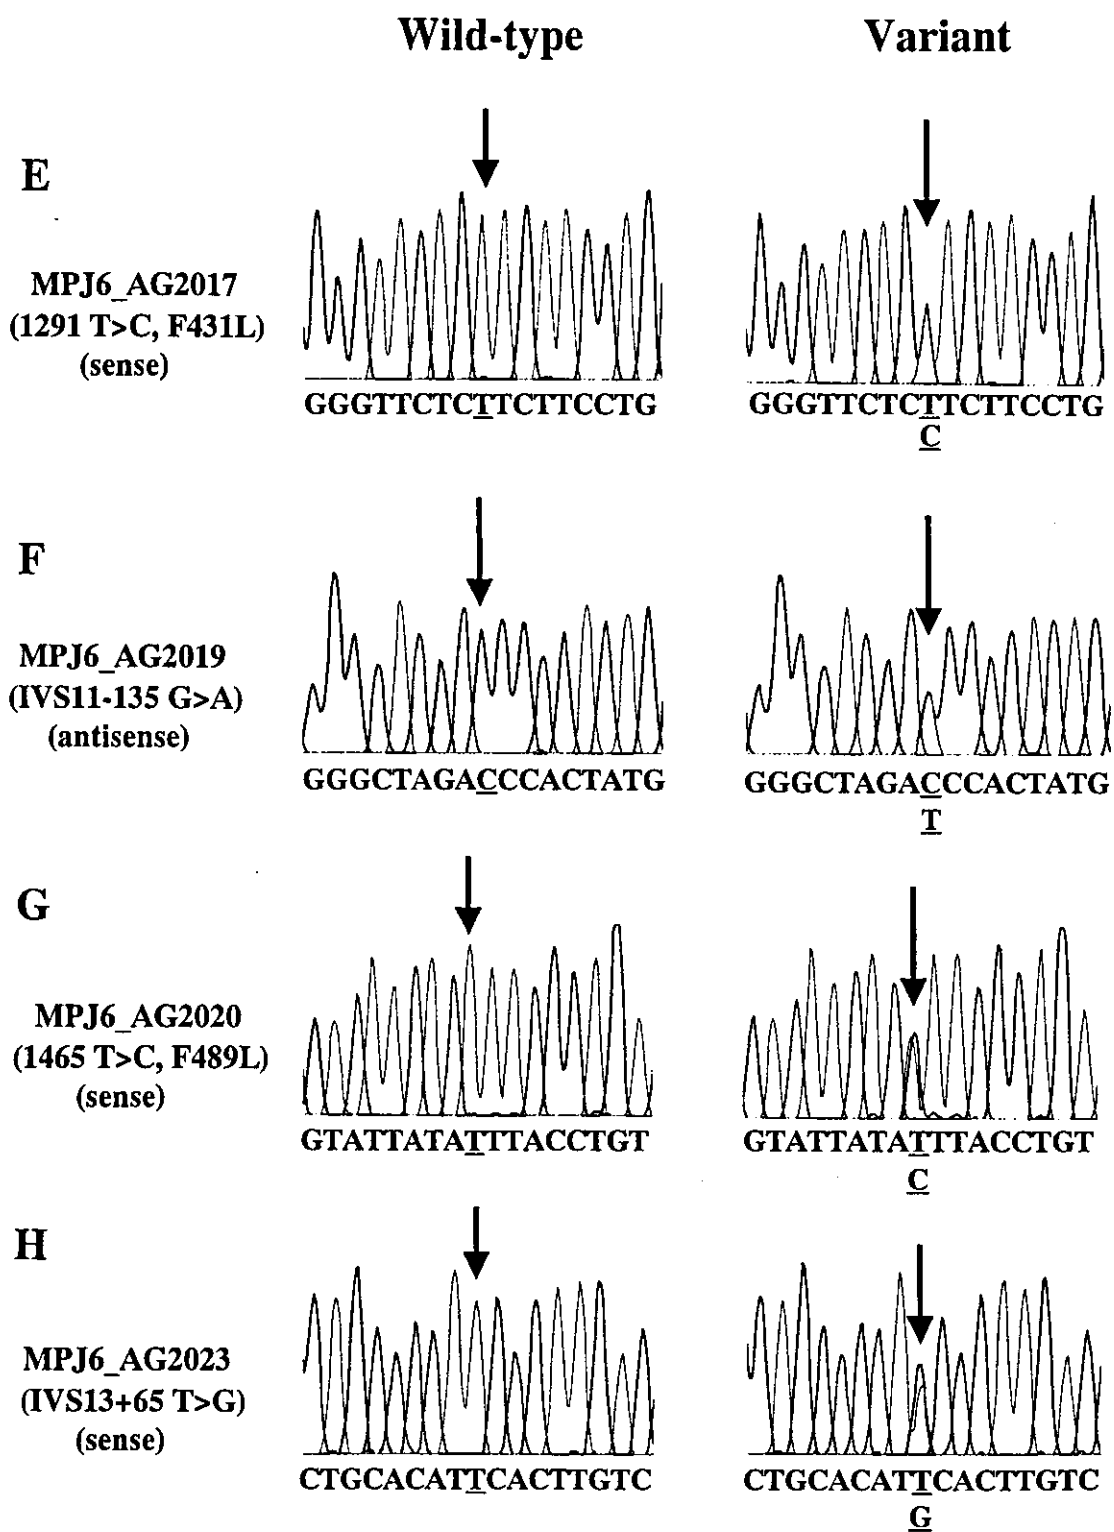 Wild-type Variant
E
MPJ6_AG2017
(1291 T>C, F431L)
(sense)
GGGTTCTCTTCTTCCTG GGGTTCTCTTCTTCCTG
C
F
MPJ6_AG2019
(IVS11-135 G>A)
(antisense)
GGGCTAGACCCACTATG GGGCTAGACCCACTATG
T
G
MPJ6_AG2020
(1465 T>C, F489L)
(sense)
GTATTATATTTACCTGT GTATTATATTTACCTGT
C
H
MPJ6_AG2023
(IVS13+65 T>G)
(sense)
CTGCACATTCACTTGTC CTGCACATTCACTTGTC
G